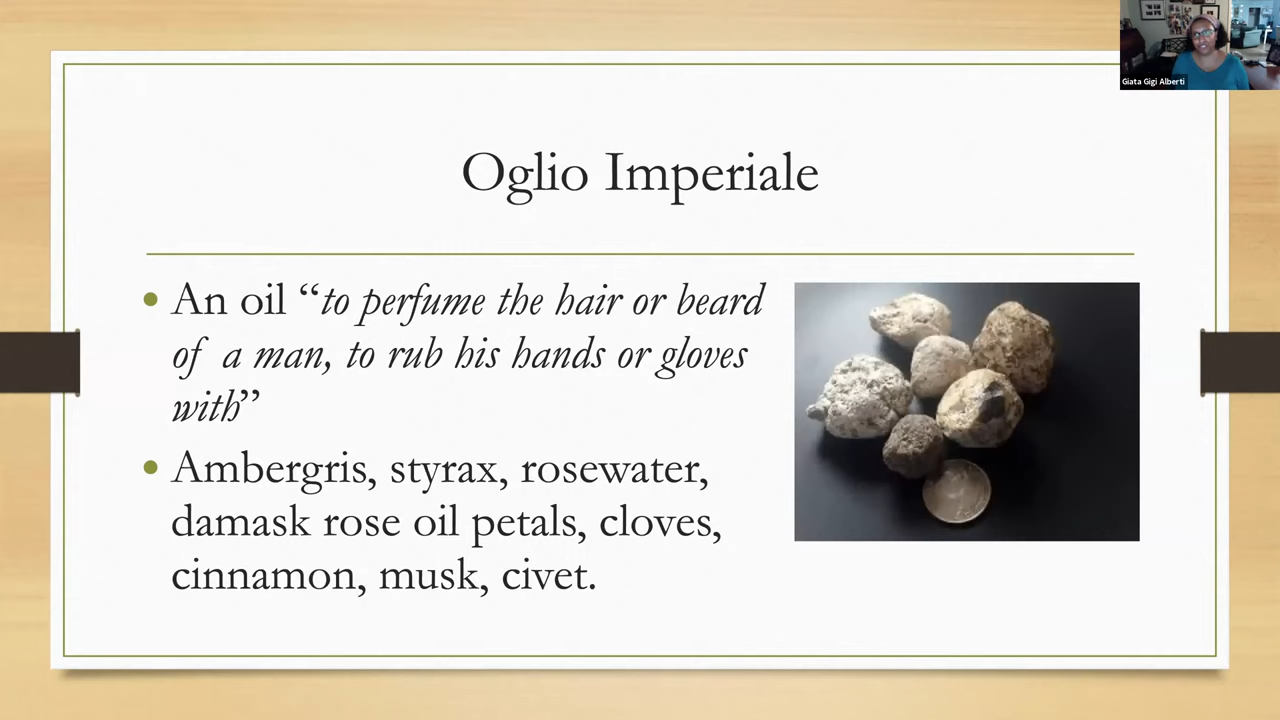 Giata Gigi Alberti
Oglio Imperiale
• An oil “to perfume the hair or beard
of a man, to rub his hands or gloves
with”
• Ambergris, styrax, rosewater,
damask rose oil petals, cloves,
cinnamon, musk, civet.